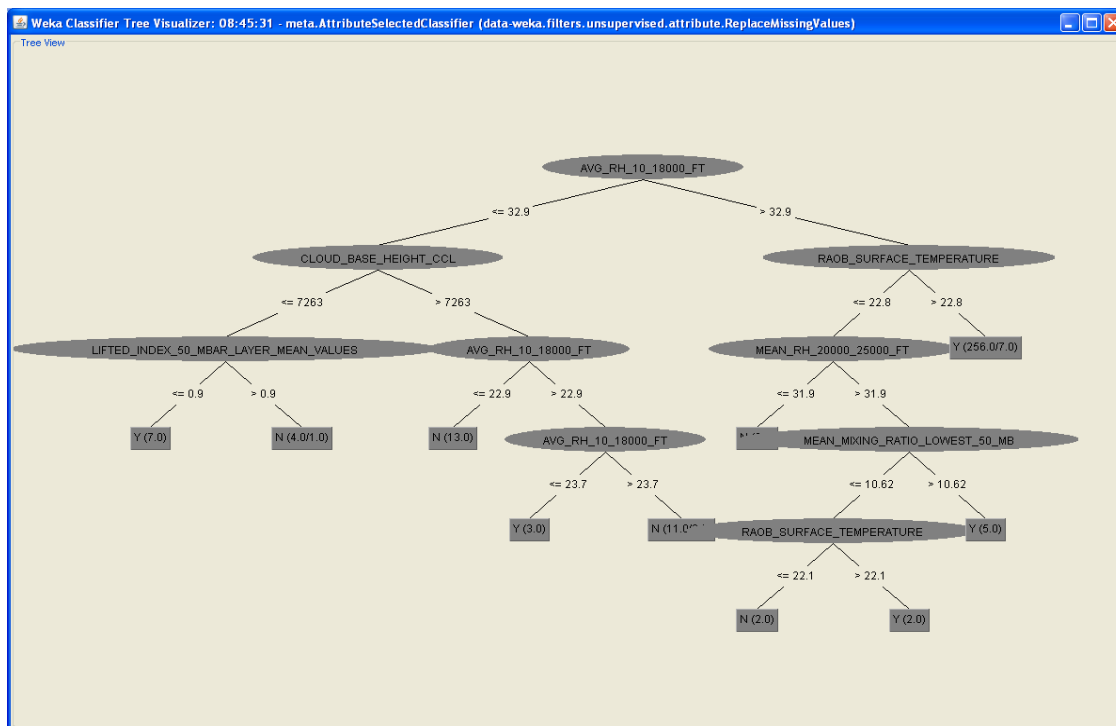 Weka Classifier Tree Visualizer: 08:45:31 - meta.AttributeSelectedClassifier (data-weka.filters.unsupervised.attribute.ReplaceMissingValues)
Tree View
AVG_RH_10_18000_FT
<= 32.9 > 32.9
CLOUD_BASE_HEIGHT_CCL RAOB_SURFACE_TEMPERATURE
<= 7263 > 7263 <= 22.8 > 22.8
LIFTED_INDEX_50_MBAR_LAYER_MEAN_VALUES AVG_RH_10_18000_FT MEAN_RH_20000_25000_FT Y (256.0/7.0)
<= 0.9 > 0.9 <= 22.9 > 22.9 <= 31.9 > 31.9
Y (7.0) N (4.0/1.0) N (13.0) AVG_RH_10_18000_FT MEAN_MIXING_RATIO_LOWEST_50_MB
<= 23.7 > 23.7 <= 10.62 > 10.62
Y (3.0) N (11.0/ RAOB_SURFACE_TEMPERATURE Y (5.0)
<= 22.1 > 22.1
N (2.0) Y (2.0)